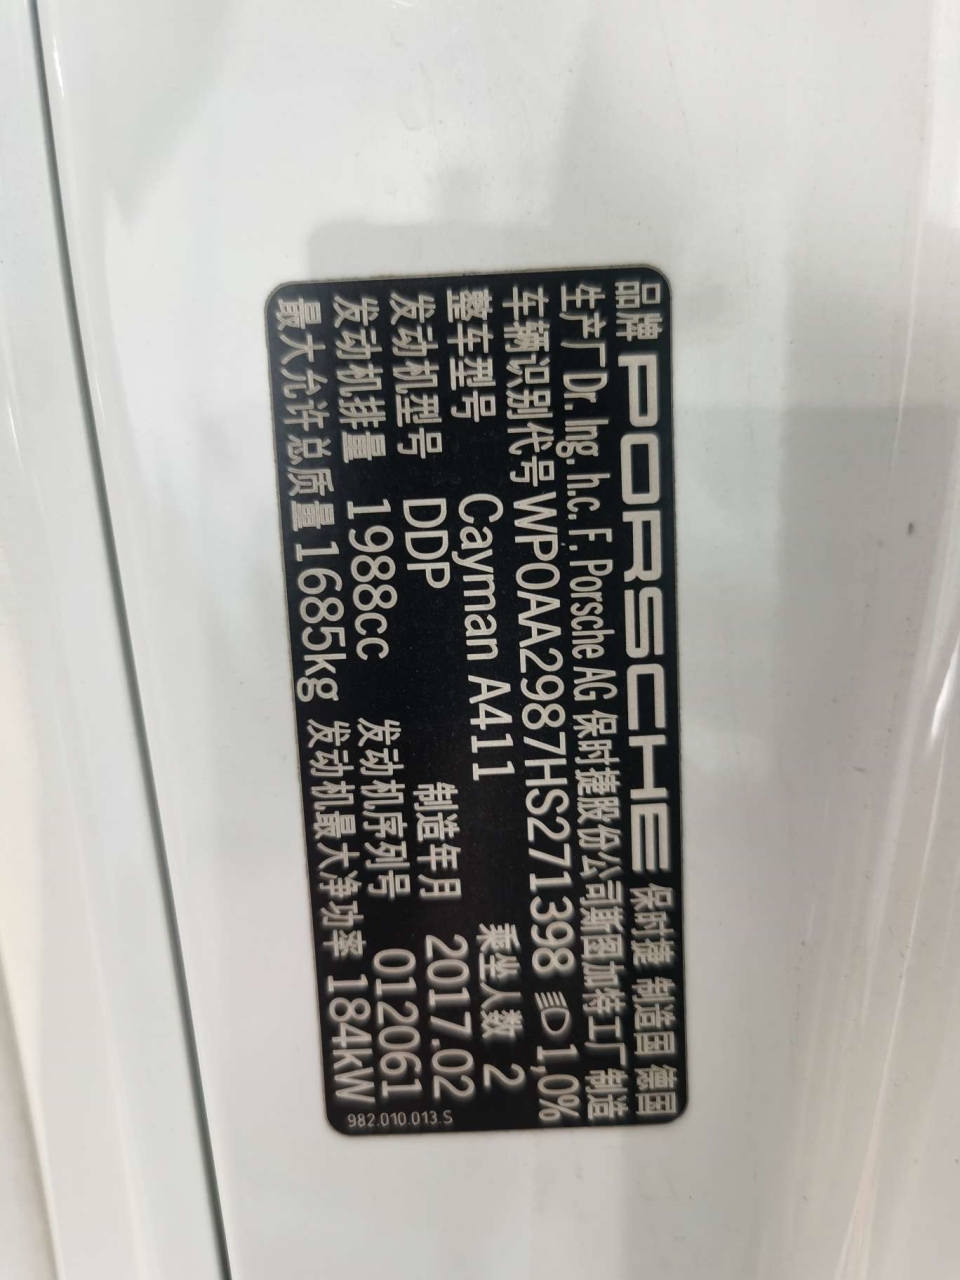 品牌 PORSCHE 保时捷 制造国 德国
生产厂 Dr. Ing. h.c. F. Porsche AG 保时捷股份公司斯图加特工厂制造
车辆识别代号 WP0AA2987HS271398 1,0%
整车型号 Cayman A411 乘坐人数 2
发动机型号 DDP 制造年月 2017.02
发动机排量 1988cc 发动机序列号 012061
最大允许总质量 1685kg 发动机最大净功率 184kW
982.010.013.S